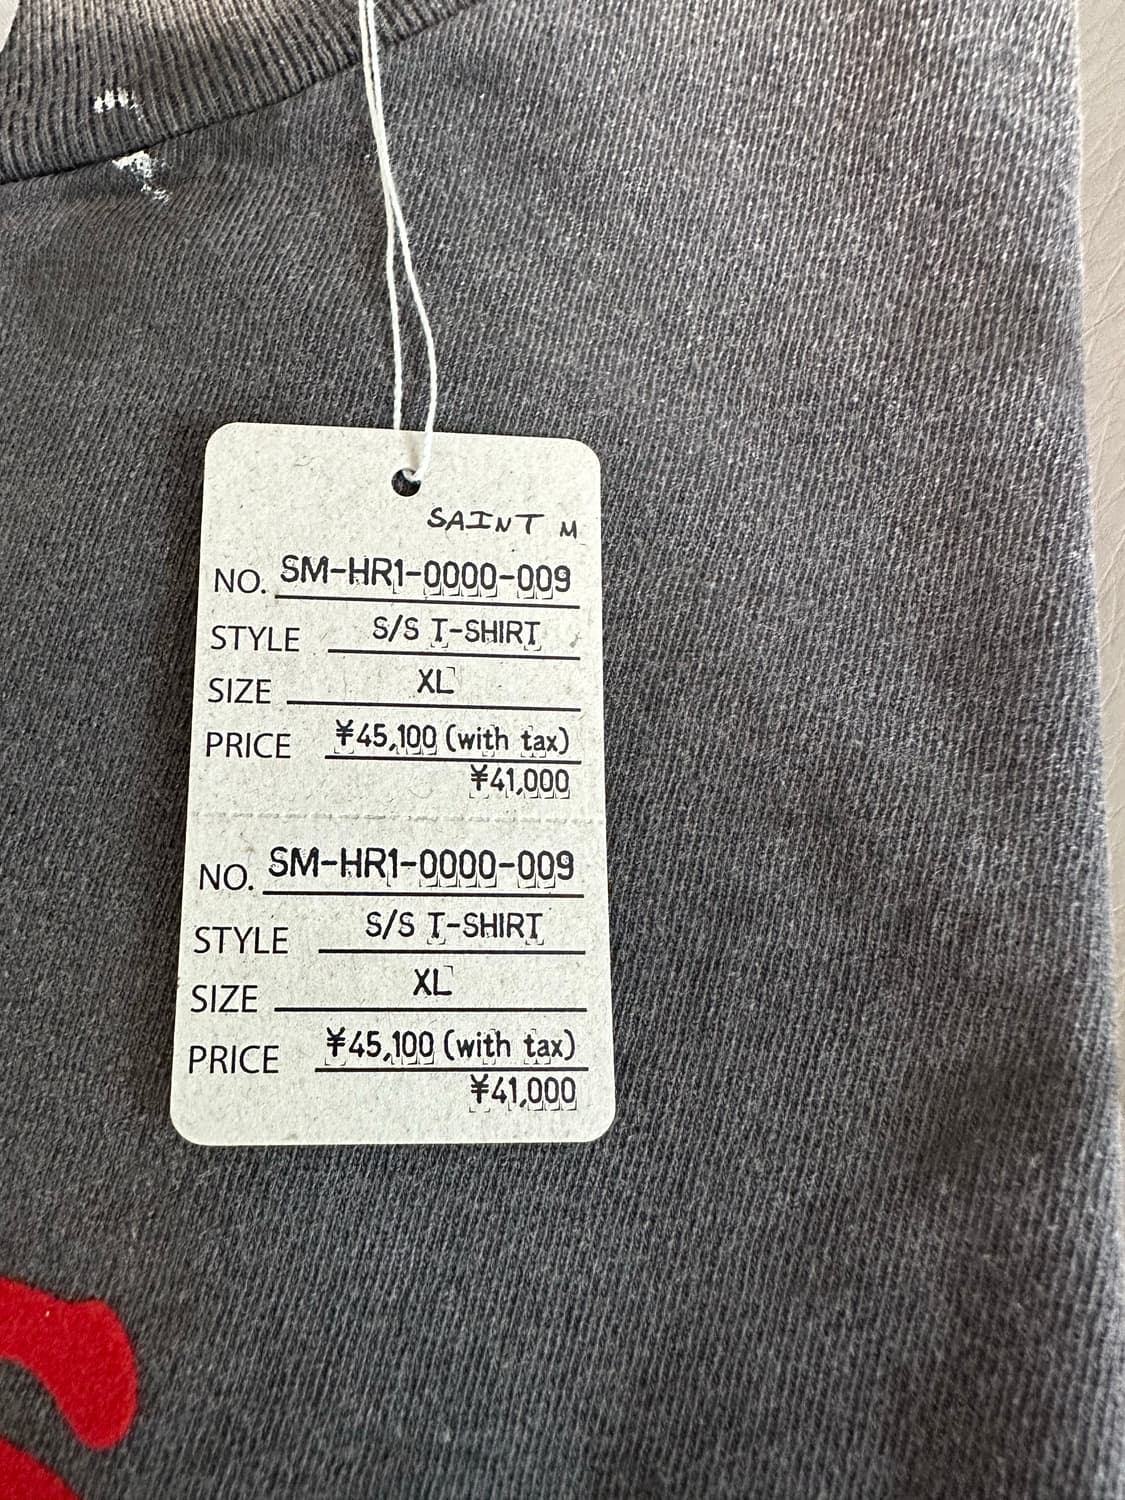 SAINT M
NO. SM-HR1-0000-009
STYLE S/S T-SHIRT
SIZE XL
PRICE ¥45,100 (with tax)
¥41,000
NO. SM-HR1-0000-009
STYLE S/S T-SHIRT
SIZE XL
PRICE ¥45,100 (with tax)
¥41,000